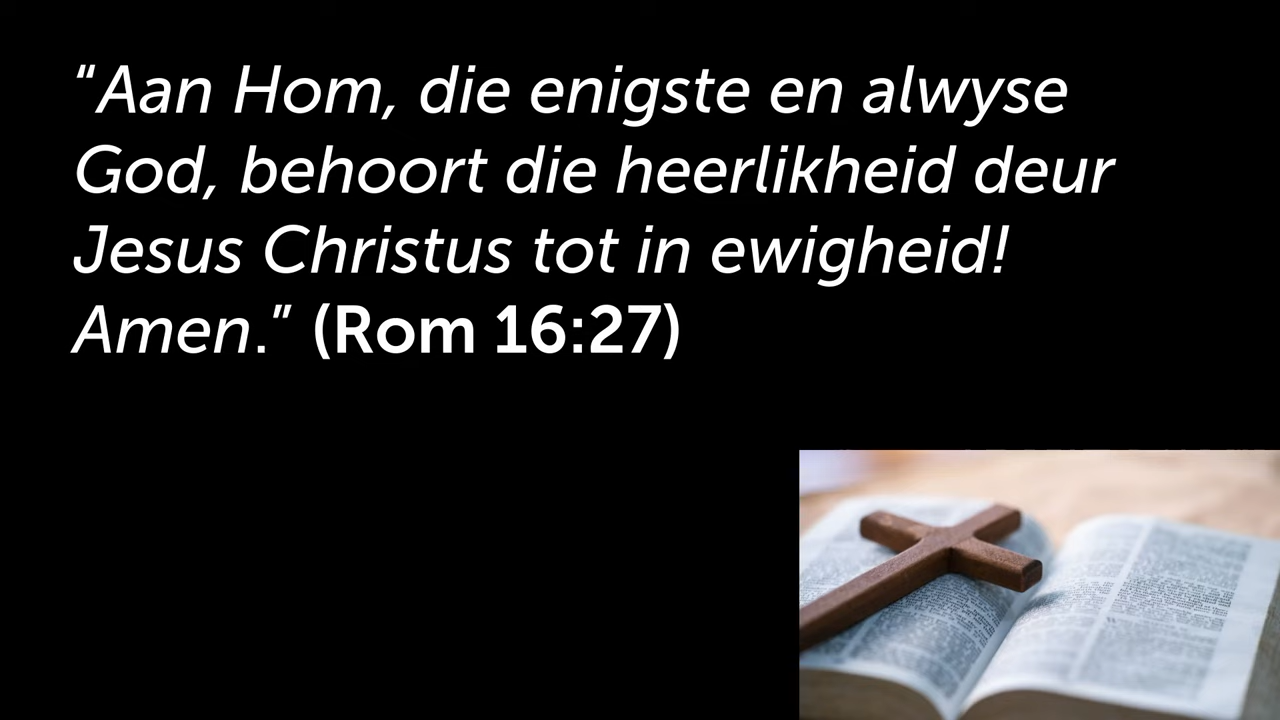 “Aan Hom, die enigste en alwyse
God, behoort die heerlikheid deur
Jesus Christus tot in ewigheid!
Amen.” (Rom 16:27)